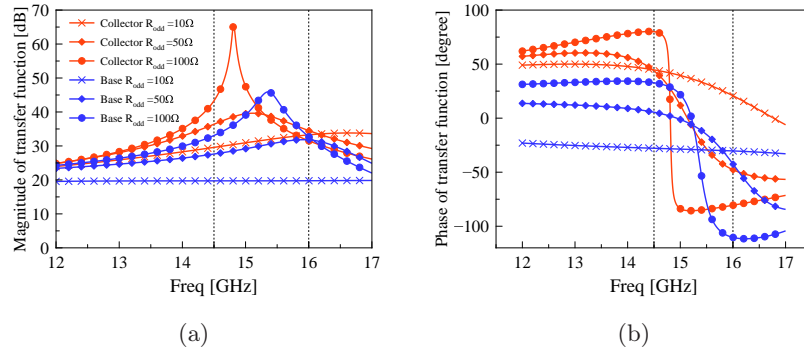 Magnitude of transfer function [dB]
70
60
50
40
30
20
10
0
Collector R_odd =10Ω
Collector R_odd =50Ω
Collector R_odd =100Ω
Base R_odd =10Ω
Base R_odd =50Ω
Base R_odd =100Ω
12 13 14 15 16 17
Freq [GHz]
(a)
Phase of transfer function [degree]
100
50
0
−50
−100
12 13 14 15 16 17
Freq [GHz]
(b)